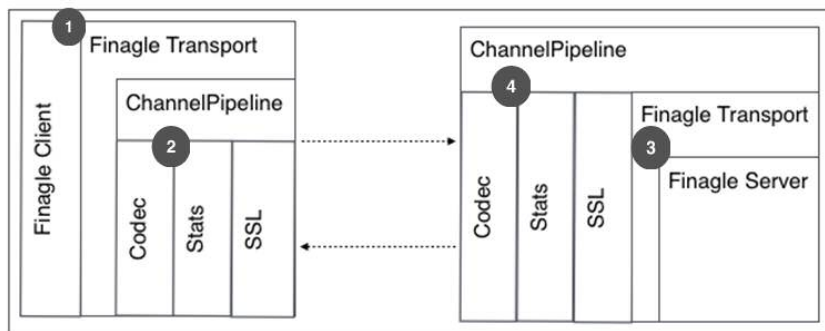 1
Finagle Transport
Finagle Client
ChannelPipeline
2
Codec
Stats
SSL
ChannelPipeline
4
Codec
Stats
SSL
Finagle Transport
3
Finagle Server